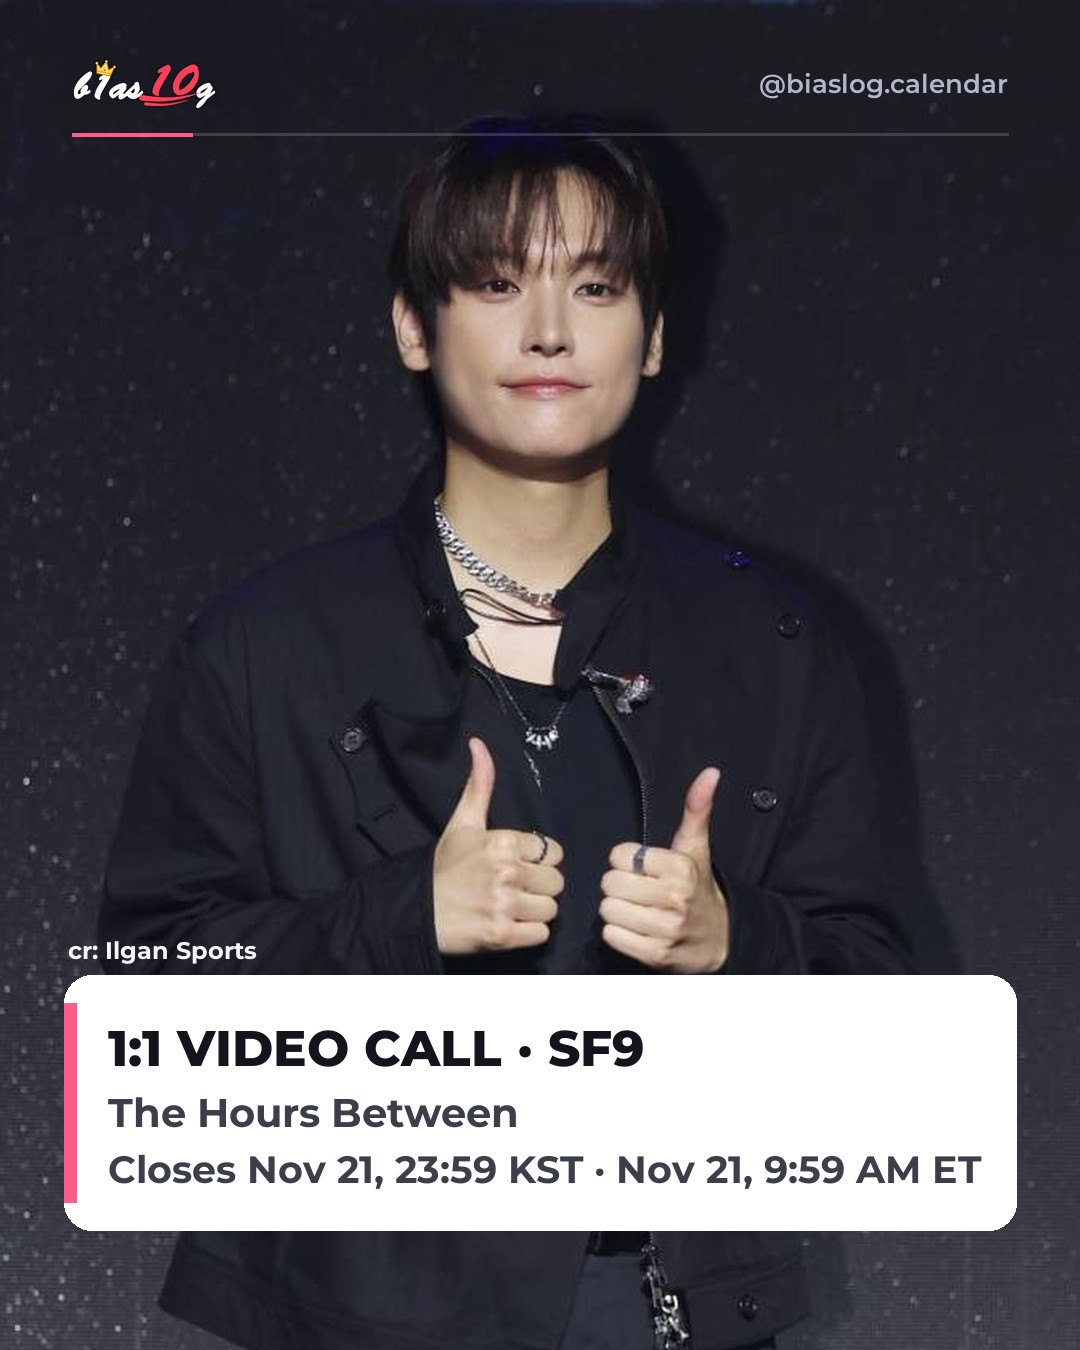 b1as10g
@biaslog.calendar
cr: Ilgan Sports
1:1 VIDEO CALL · SF9
The Hours Between
Closes Nov 21, 23:59 KST · Nov 21, 9:59 AM ET